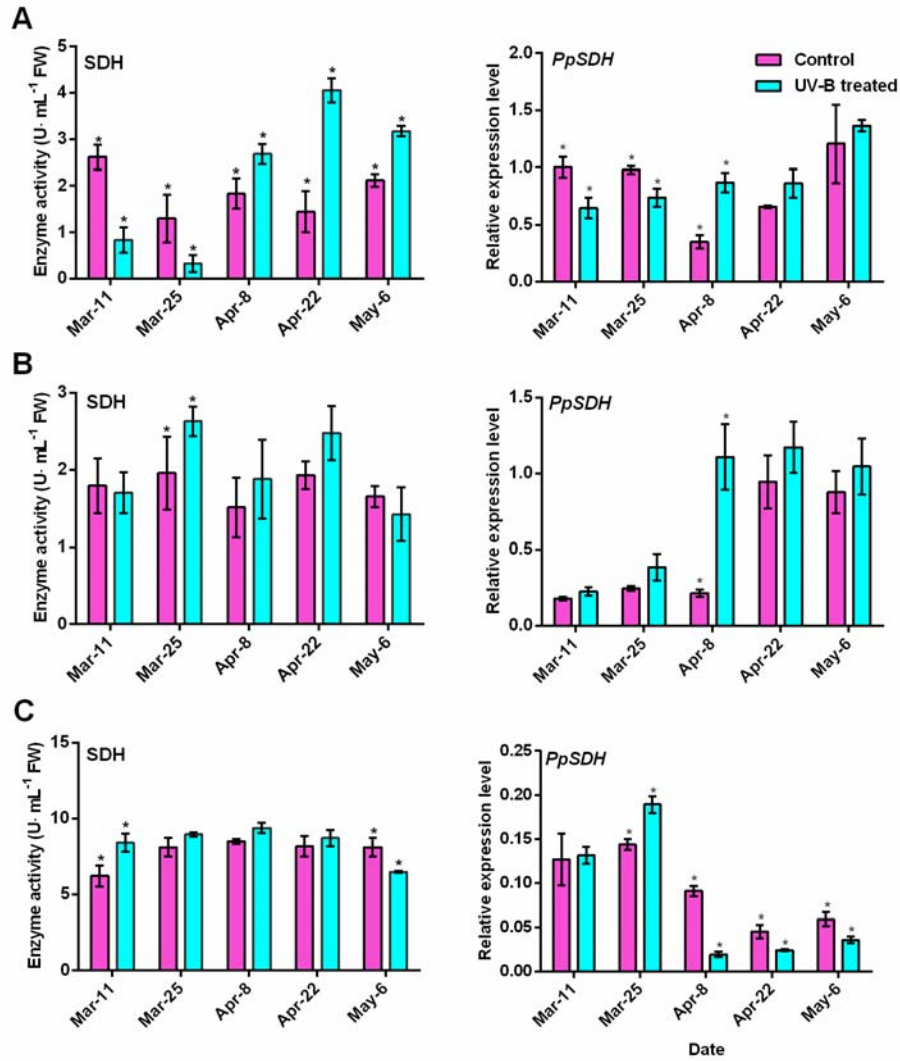 A
SDH
Enzyme activity (U· mL⁻¹ FW)
5
4
3
2
1
0
* * * * * * * * * *
Mar-11 Mar-25 Apr-8 Apr-22 May-6
PpSDH
Control
UV-B treated
Relative expression level
2.0
1.5
1.0
0.5
0.0
* * * * * *
Mar-11 Mar-25 Apr-8 Apr-22 May-6
B
SDH
Enzyme activity (U· mL⁻¹ FW)
3
2
1
0
* *
Mar-11 Mar-25 Apr-8 Apr-22 May-6
PpSDH
Relative expression level
1.5
1.0
0.5
0.0
* *
Mar-11 Mar-25 Apr-8 Apr-22 May-6
C
SDH
Enzyme activity (U· mL⁻¹ FW)
15
10
5
0
* * * *
Mar-11 Mar-25 Apr-8 Apr-22 May-6
PpSDH
Relative expression level
0.25
0.20
0.15
0.10
0.05
0.00
* * * * * * * *
Mar-11 Mar-25 Apr-8 Apr-22 May-6
Date